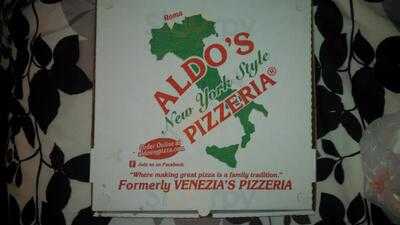 Roma
ALDO'S
New York Style
PIZZERIA®
Order Online at
Join us on Facebook
"Where making great pizza is a family tradition."
Formerly VENEZIA'S PIZZERIA